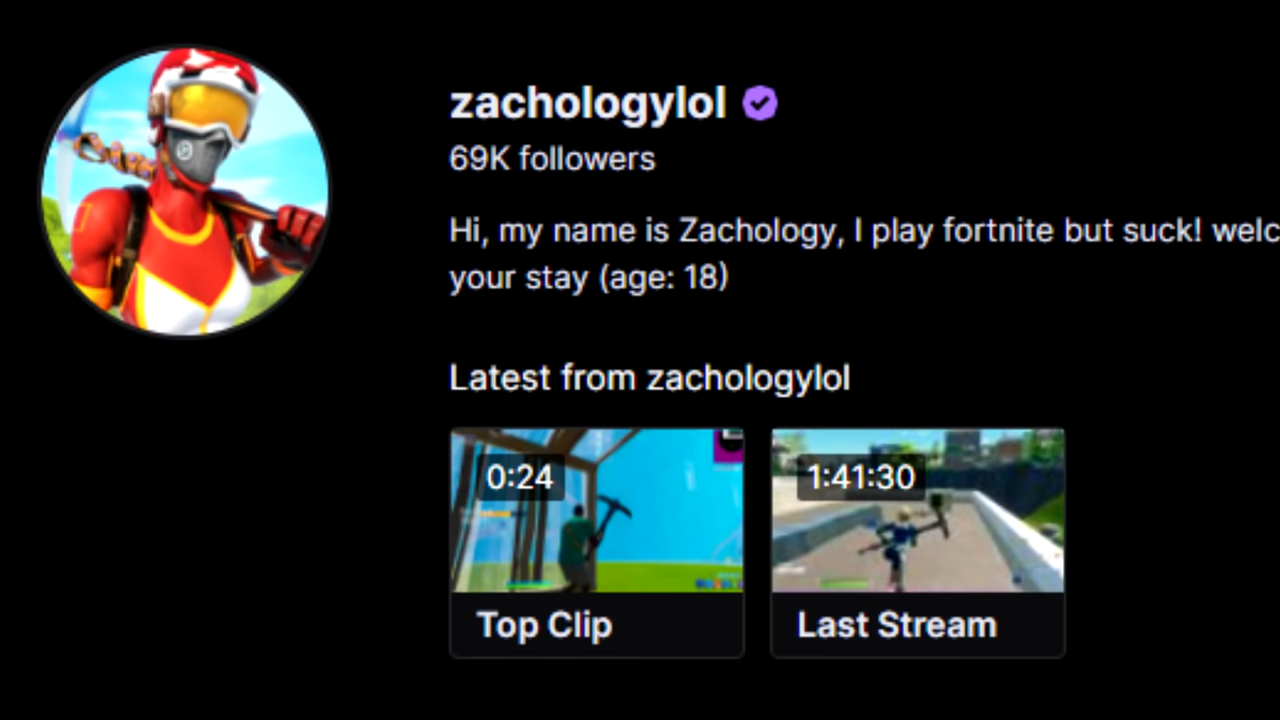 zachologylol
69K followers
Hi, my name is Zachology, I play fortnite but suck! welc
your stay (age: 18)
Latest from zachologylol
0:24
1:41:30
Top Clip
Last Stream